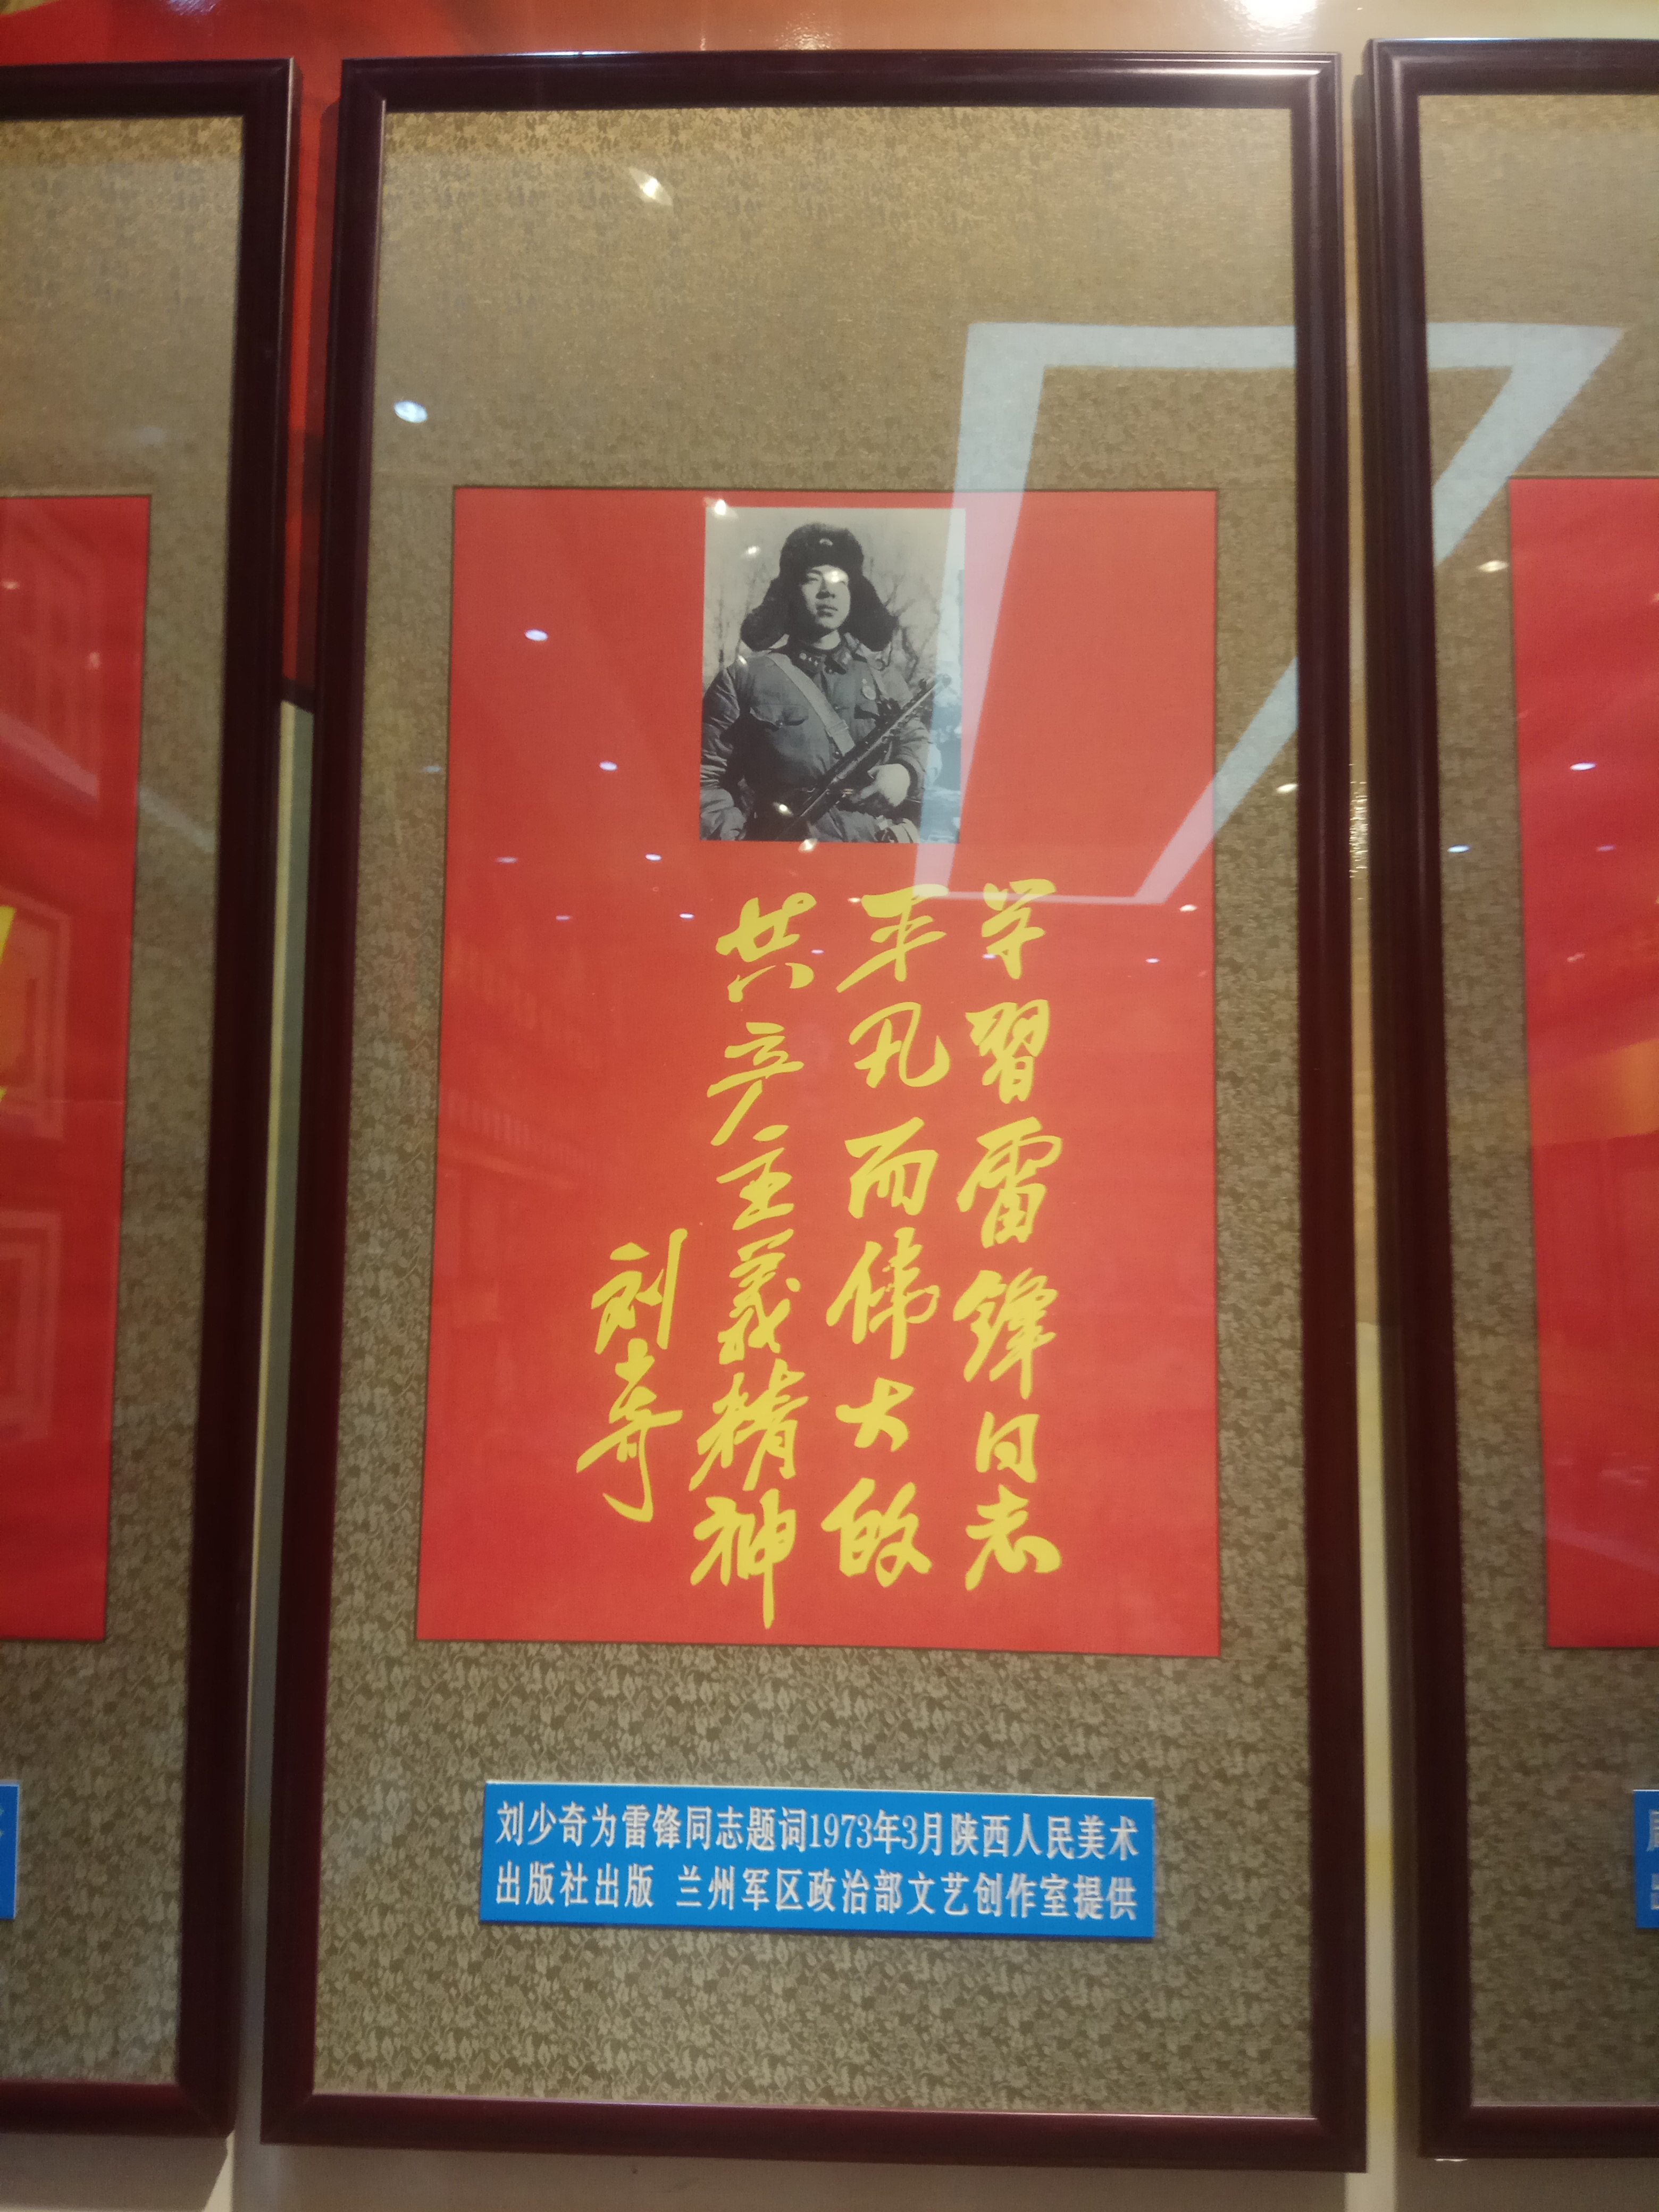 学習雷锋同志
平凡而伟大的
共产主義精神
刘少奇
刘少奇为雷锋同志题词1973年3月陕西人民美术
出版社出版 兰州军区政治部文艺创作室提供